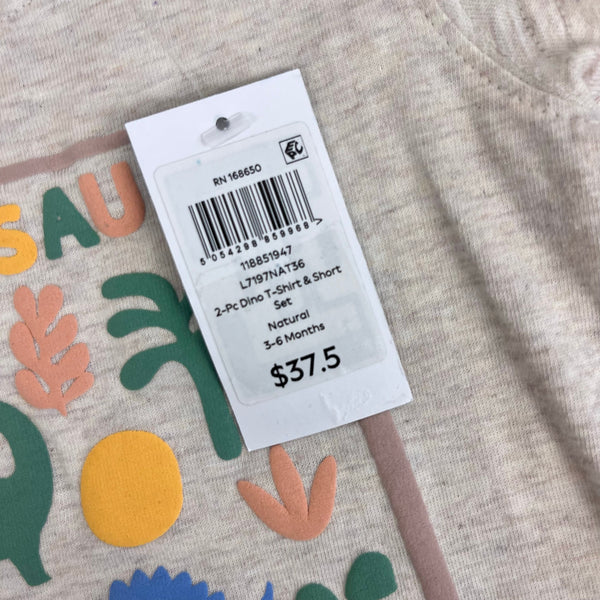 SAU
RN 168650
5 054298 859968 >
118851947
L7197NAT36
2-Pc Dino T-Shirt & Short
Set
Natural
3-6 Months
$37.5